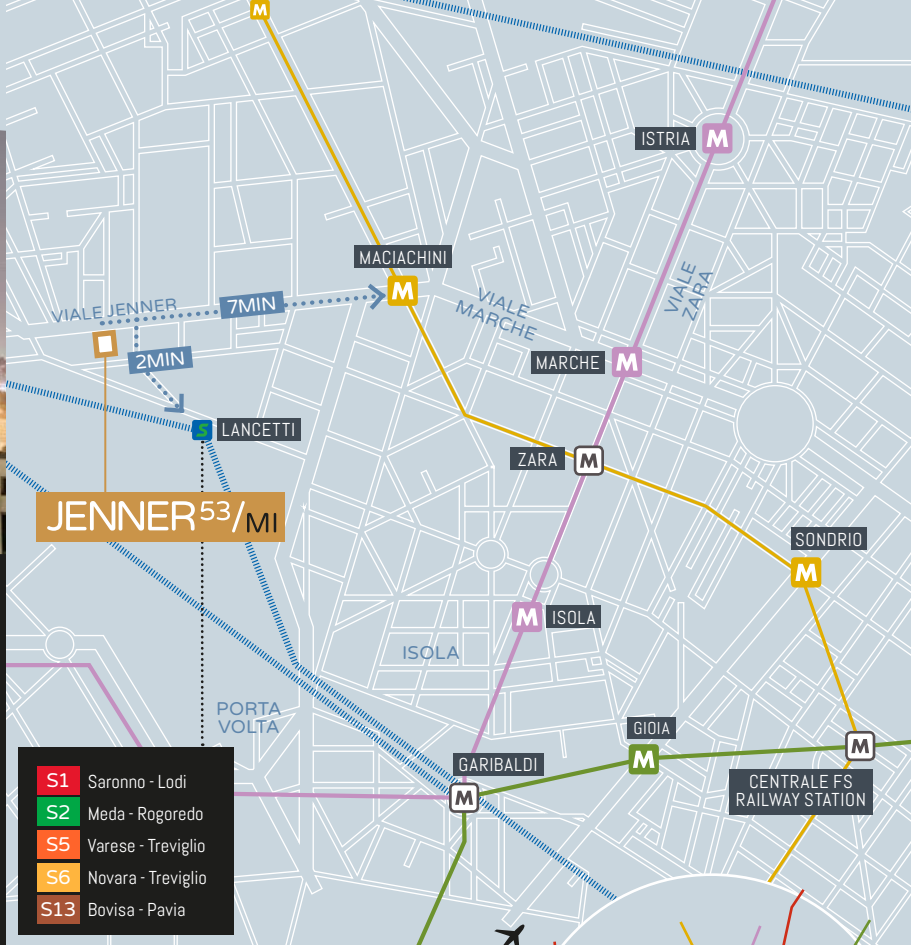 M
ISTRIA M
MACIACHINI
M
VIALE JENNER
7MIN
VIALE
MARCHE
VIALE
ZARA
2MIN
MARCHE M
S LANCETTI
ZARA M
JENNER 53/MI
SONDRIO
M
M ISOLA
ISOLA
PORTA
VOLTA
GIOIA
M
GARIBALDI
M
M
CENTRALE FS
RAILWAY STATION
S1 Saronno - Lodi
S2 Meda - Rogoredo
S5 Varese - Treviglio
S6 Novara - Treviglio
S13 Bovisa - Pavia